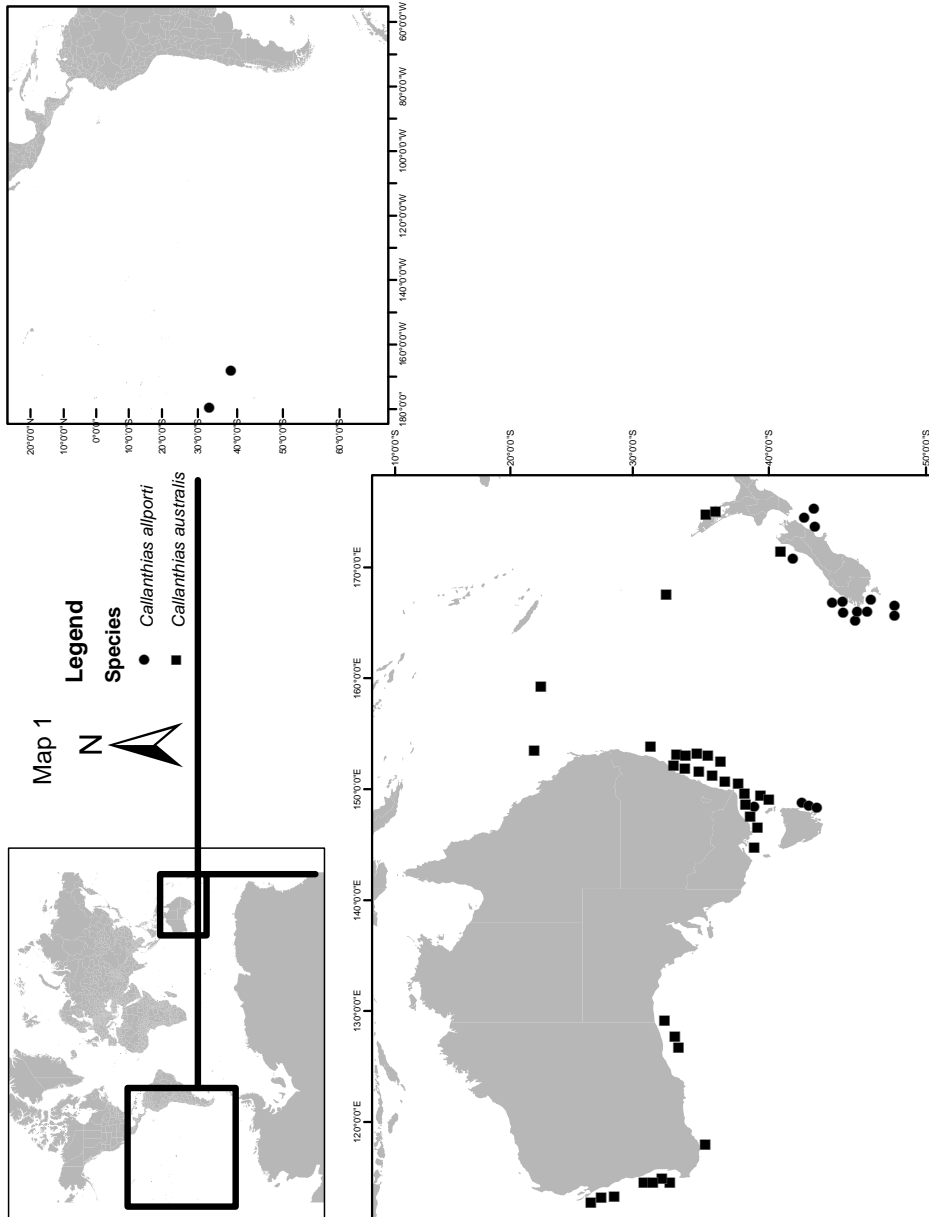 Map 1
N
Legend
Species
Callanthias allporti
Callanthias australis
20°0'0"N
10°0'0"N
0°0'0"
10°0'0"S
20°0'0"S
30°0'0"S
40°0'0"S
50°0'0"S
60°0'0"S
180°0'0"
160°0'0"W
140°0'0"W
120°0'0"W
100°0'0"W
80°0'0"W
60°0'0"W
120°0'0"E
130°0'0"E
140°0'0"E
150°0'0"E
160°0'0"E
170°0'0"E
10°0'0"S
20°0'0"S
30°0'0"S
40°0'0"S
50°0'0"S